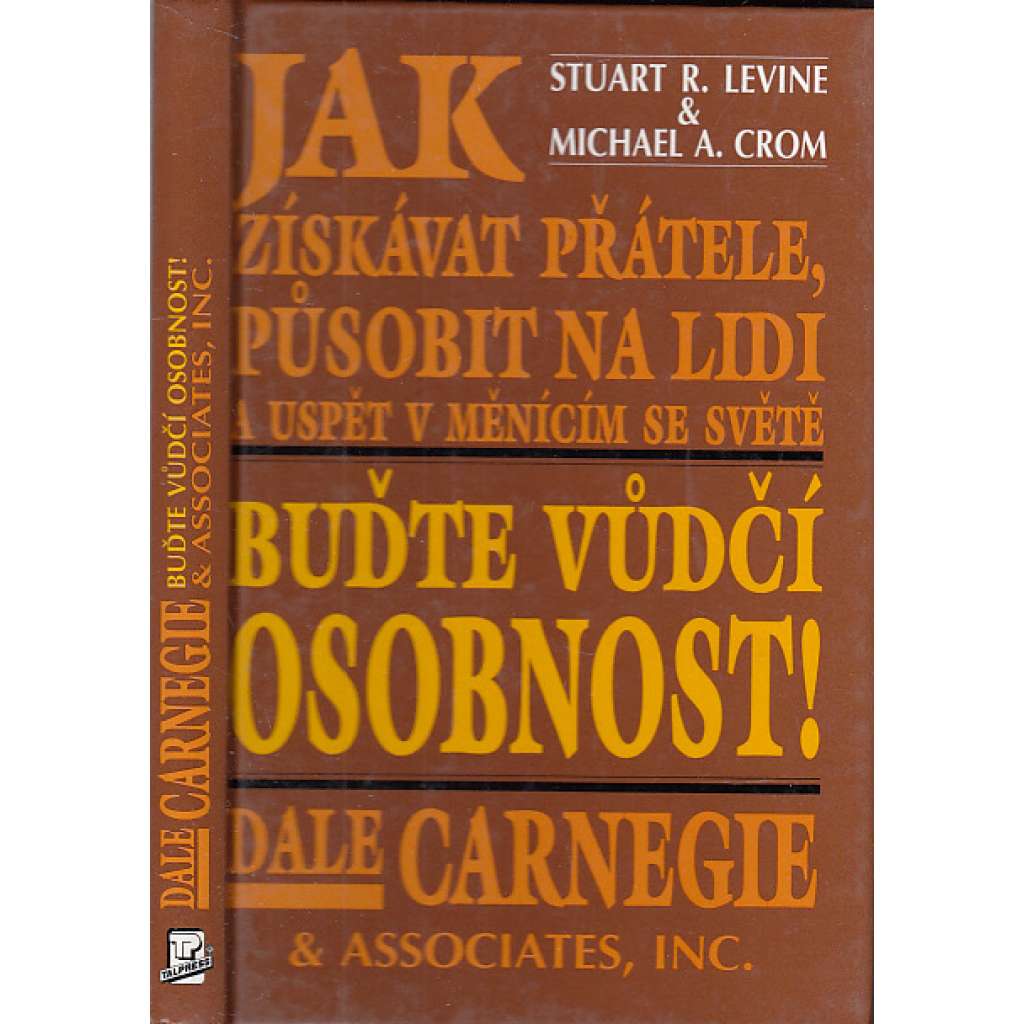 JAK
STUART R. LEVINE
&
MICHAEL A. CROM
ZÍSKÁVAT PŘÁTELE,
PŮSOBIT NA LIDI
A USPĚT V MĚNÍCÍM SE SVĚTĚ
BUĎTE VŮDČÍ
OSOBNOST!
DALE CARNEGIE
& ASSOCIATES, INC.
DALE CARNEGIE BUĎTE VŮDČÍ OSOBNOST!
& ASSOCIATES, INC.
TP
TALPRESS